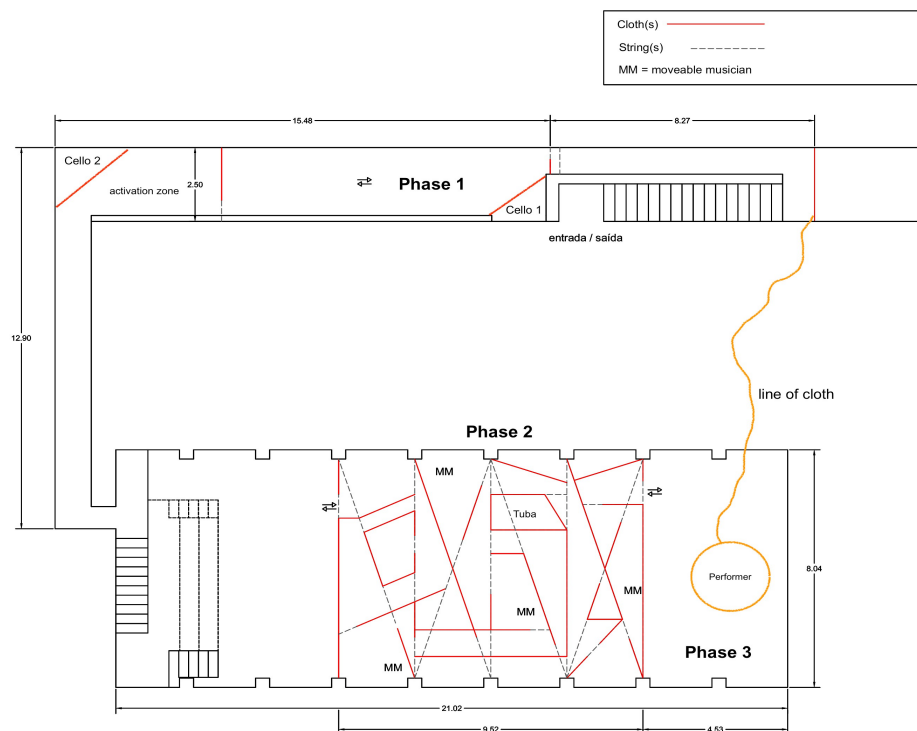 Cloth(s)
String(s)
MM = moveable musician
15.48
8.27
Cello 2
activation zone
2.50
Phase 1
Cello 1
entrada / saída
12.90
line of cloth
Phase 2
MM
Tuba
Performer
8.04
MM
MM
MM
Phase 3
21.02
9.52
4.53